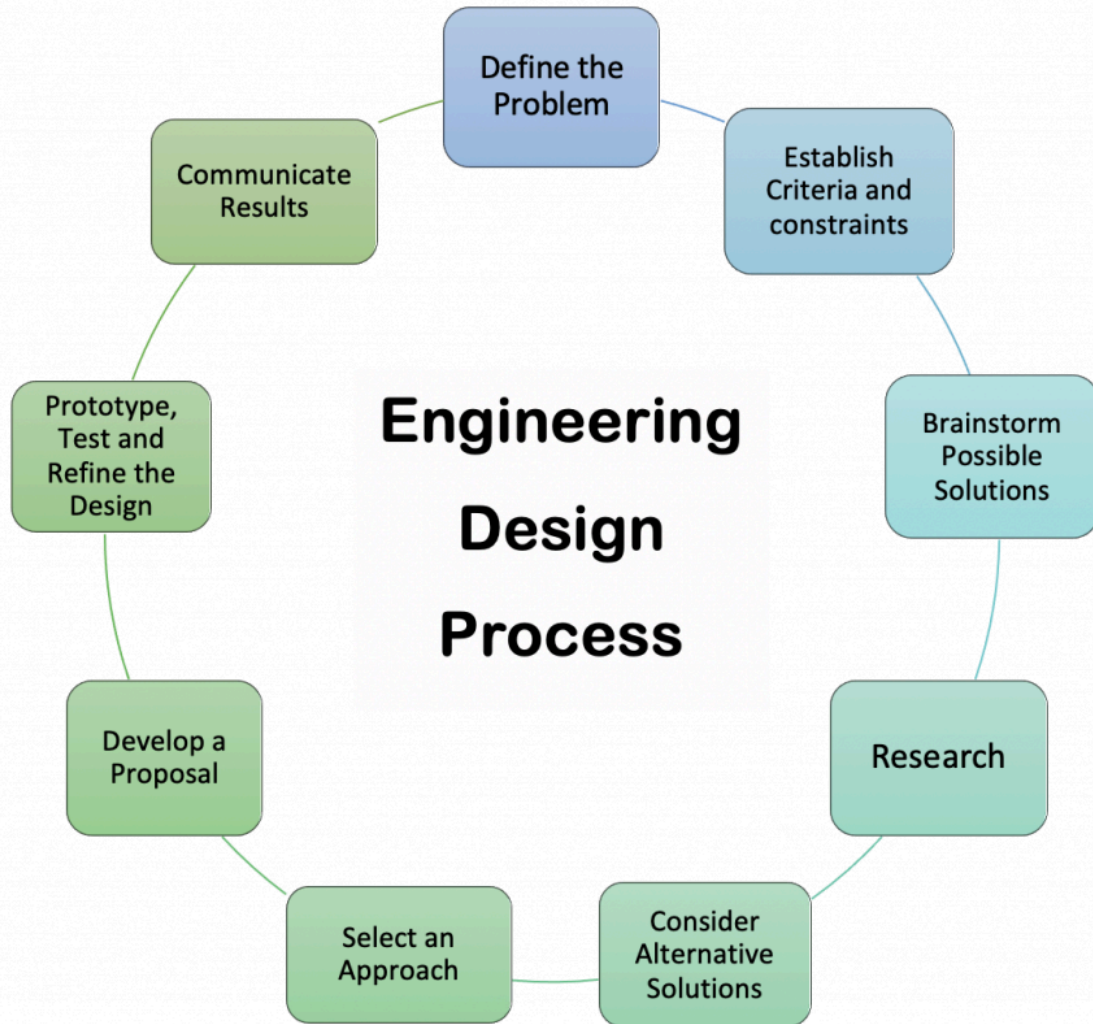 Define the
Problem
Establish
Criteria and
constraints
Brainstorm
Possible
Solutions
Research
Consider
Alternative
Solutions
Select an
Approach
Develop a
Proposal
Prototype,
Test and
Refine the
Design
Communicate
Results
Engineering
Design
Process